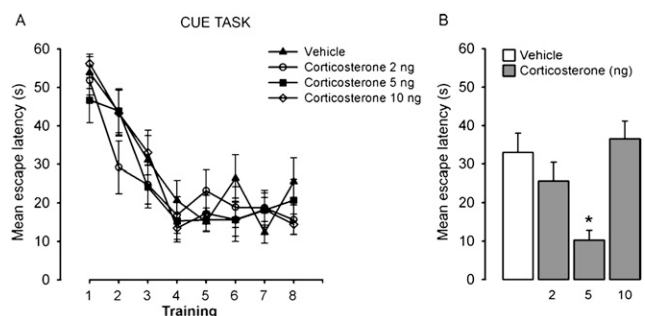 A
CUE TASK
Mean escape latency (s)
60
50
40
30
20
10
0
Vehicle
Corticosterone 2 ng
Corticosterone 5 ng
Corticosterone 10 ng
1 2 3 4 5 6 7 8
Training
B
Mean escape latency (s)
60
50
40
30
20
10
0
Vehicle
Corticosterone (ng)
*
2 5 10